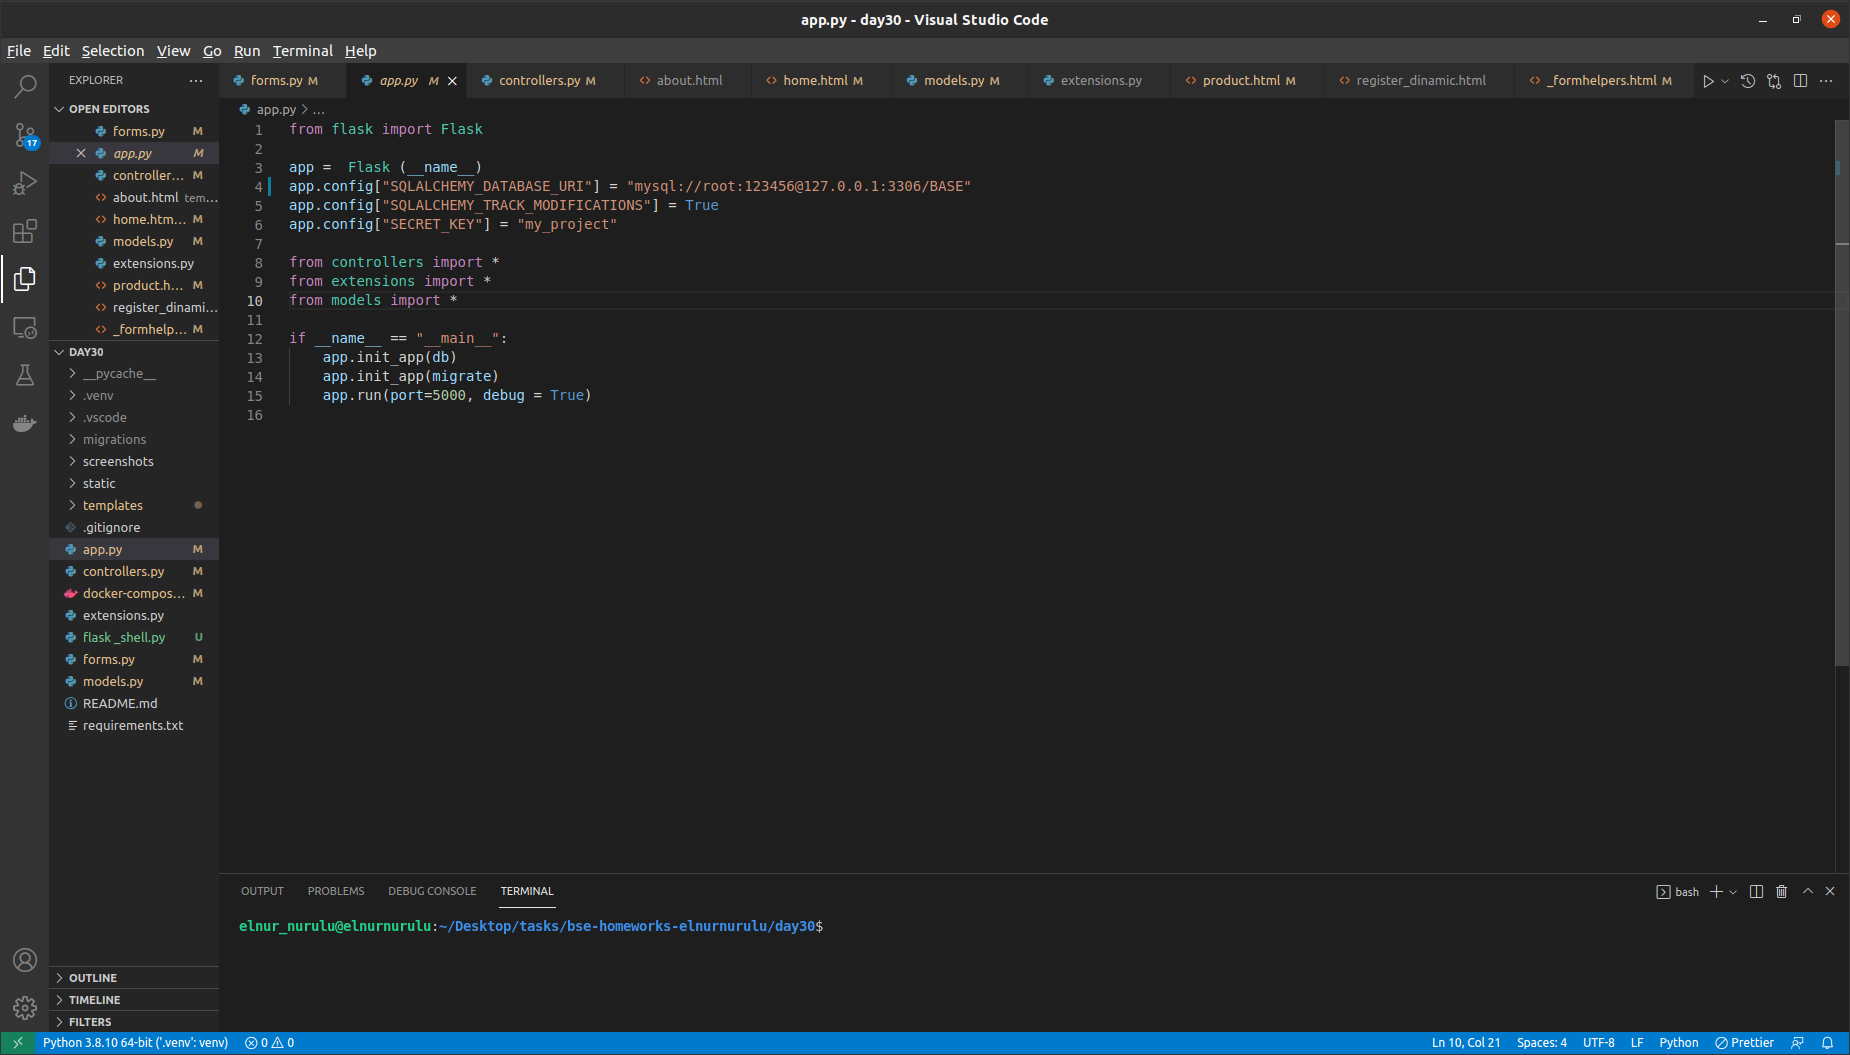 app.py - day30 - Visual Studio Code
File Edit Selection View Go Run Terminal Help
EXPLORER
OPEN EDITORS
forms.py M
app.py M
controller... M
about.html tem...
home.htm... M
models.py M
extensions.py
product.h... M
register_dinami...
_formhelp... M
DAY30
__pycache__
.venv
.vscode
migrations
screenshots
static
templates
.gitignore
app.py M
controllers.py M
docker-compos... M
extensions.py
flask _shell.py U
forms.py M
models.py M
README.md
requirements.txt
OUTLINE
TIMELINE
FILTERS
17
forms.py M app.py M controllers.py M about.html home.html M models.py M extensions.py product.html M register_dinamic.html _formhelpers.html M
app.py > ...
1 from flask import Flask
2
3 app =  Flask (__name__)
4 app.config["SQLALCHEMY_DATABASE_URI"] = "mysql://root:123456@127.0.0.1:3306/BASE"
5 app.config["SQLALCHEMY_TRACK_MODIFICATIONS"] = True
6 app.config["SECRET_KEY"] = "my_project"
7
8 from controllers import *
9 from extensions import *
10 from models import *
11
12 if __name__ == "__main__":
13     app.init_app(db)
14     app.init_app(migrate)
15     app.run(port=5000, debug = True)
16
OUTPUT PROBLEMS DEBUG CONSOLE TERMINAL
bash
elnur_nurulu@elnurnurulu:~/Desktop/tasks/bse-homeworks-elnurnurulu/day30$
Python 3.8.10 64-bit ('.venv': venv) 0 0 Ln 10, Col 21 Spaces: 4 UTF-8 LF Python Prettier